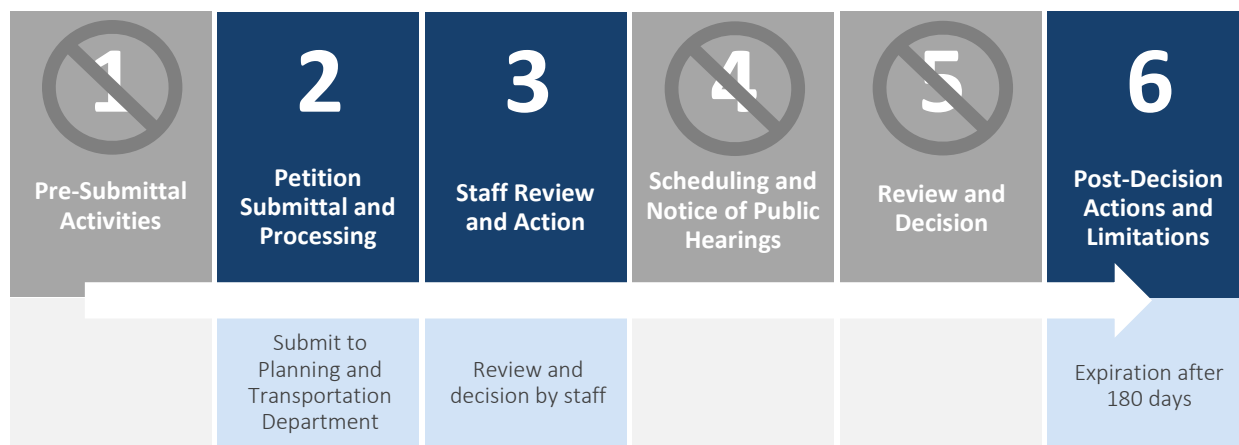 1
Pre-Submittal
Activities
2
Petition
Submittal and
Processing
Submit to
Planning and
Transportation
Department
3
Staff Review
and Action
Review and
decision by staff
4
Scheduling and
Notice of Public
Hearings
5
Review and
Decision
6
Post-Decision
Actions and
Limitations
Expiration after
180 days